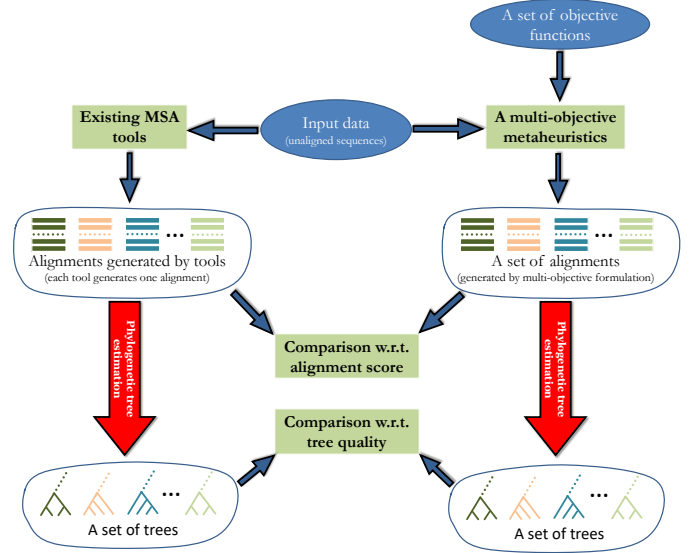 A set of objective
functions
Existing MSA
tools
Input data
(unaligned sequences)
A multi-objective
metaheuristics
Alignments generated by tools
(each tool generates one alignment)
A set of alignments
(generated by multi-objective formulation)
Phylogenetic tree
estimation
Comparison w.r.t.
alignment score
Phylogenetic tree
estimation
Comparison w.r.t.
tree quality
A set of trees
A set of trees